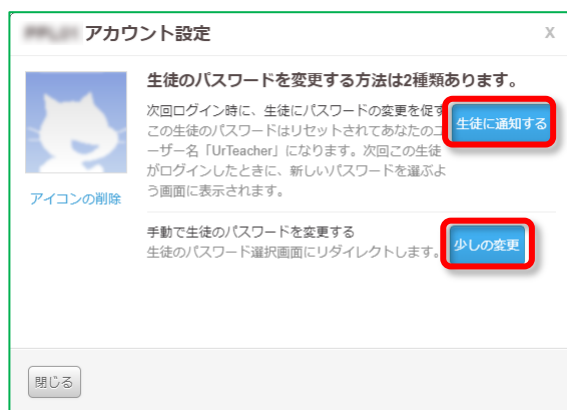 アカウント設定
X
生徒のパスワードを変更する方法は2種類あります。
次回ログイン時に、生徒にパスワードの変更を促す
この生徒のパスワードはリセットされてあなたのユ
ーザー名「UrTeacher」になります。次回この生徒
がログインしたときに、新しいパスワードを選ぶよ
う画面に表示されます。
生徒に通知する
アイコンの削除
手動で生徒のパスワードを変更する
生徒のパスワード選択画面にリダイレクトします。
少しの変更
閉じる